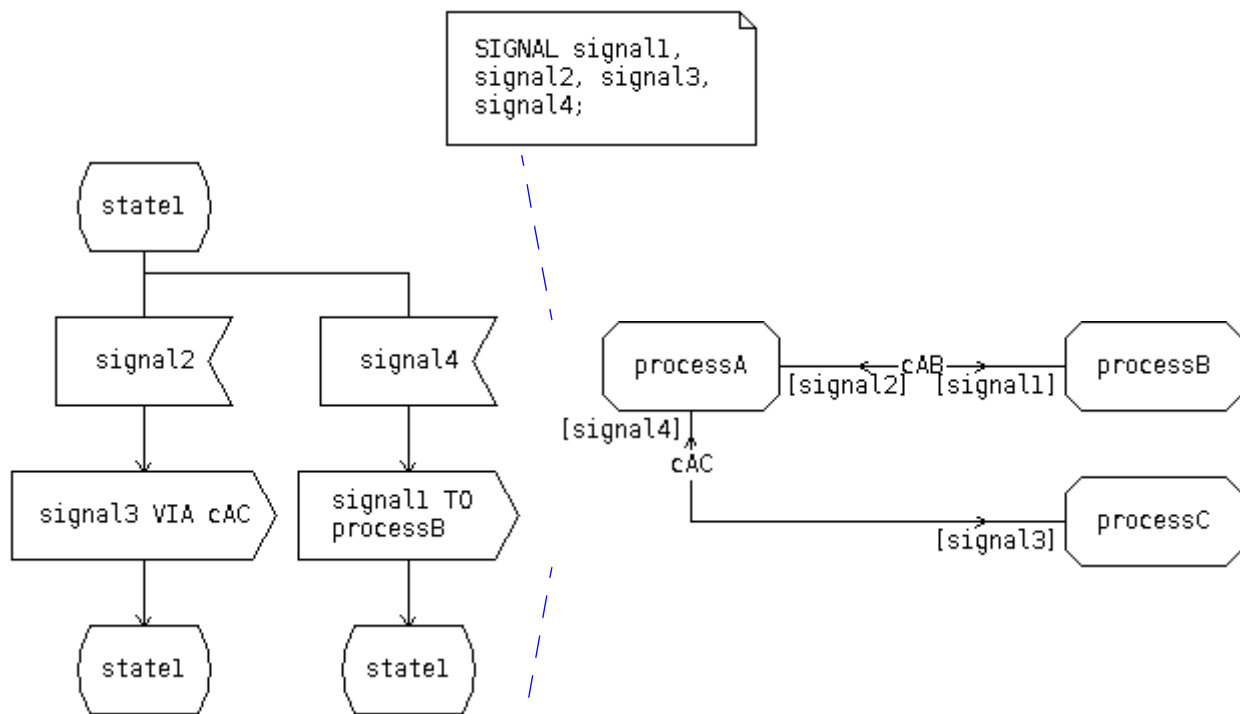 SIGNAL signal1,
signal2, signal3,
signal4;
state1
signal2
signal4
signal3 VIA cAC
signal1 TO
processB
state1
state1
processA
cAB
processB
[signal2]
[signal1]
[signal4]
cAC
processC
[signal3]